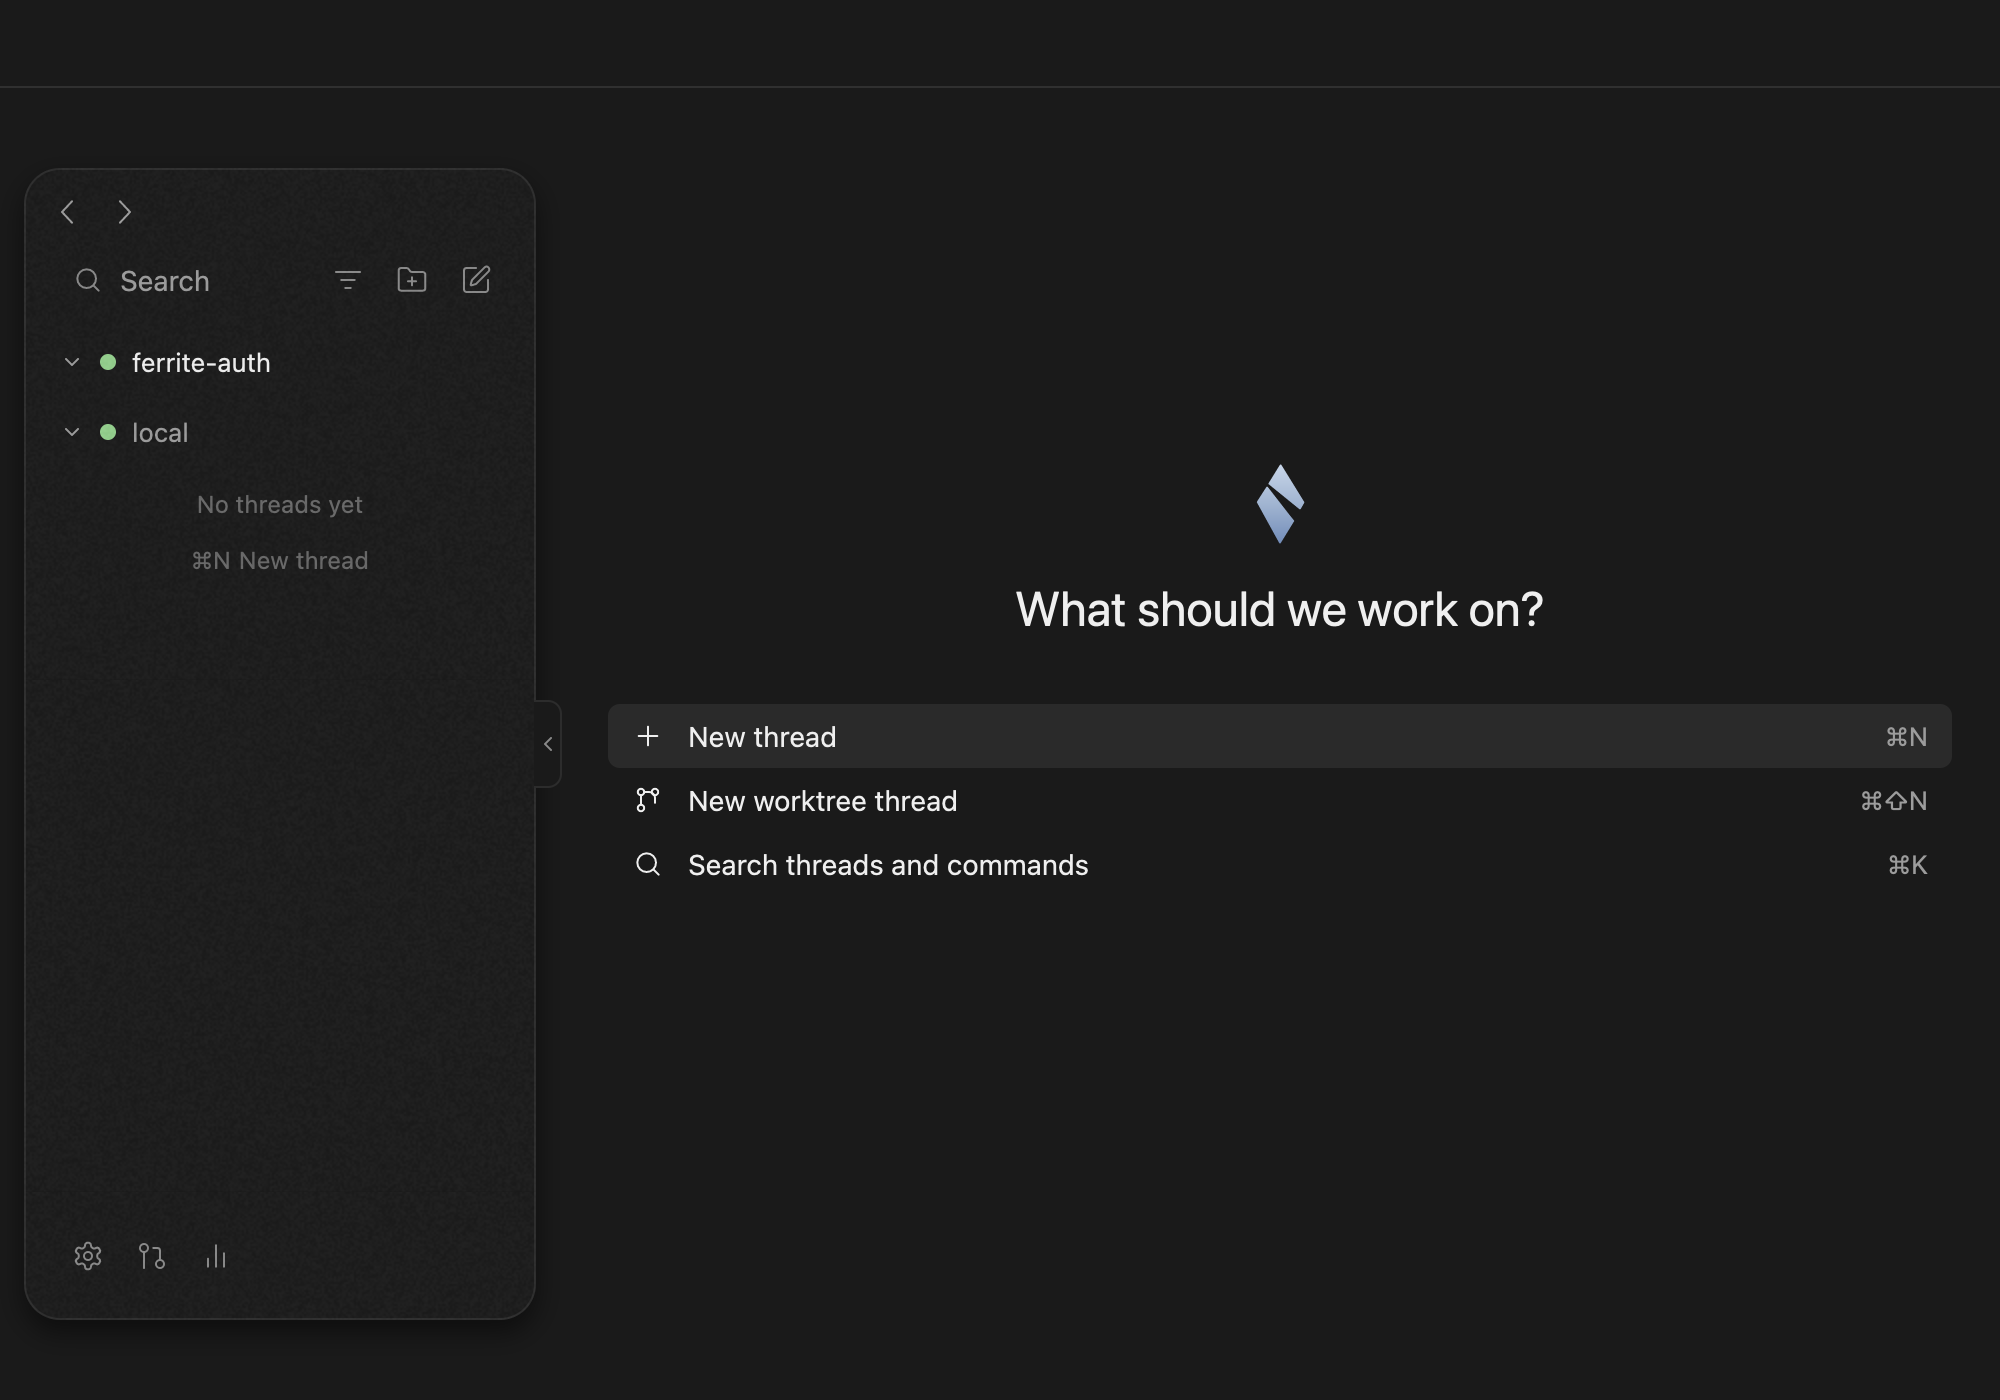 Search
ferrite-auth
local
No threads yet
⌘N New thread
What should we work on?
New thread ⌘N
New worktree thread ⌘⇧N
Search threads and commands ⌘K